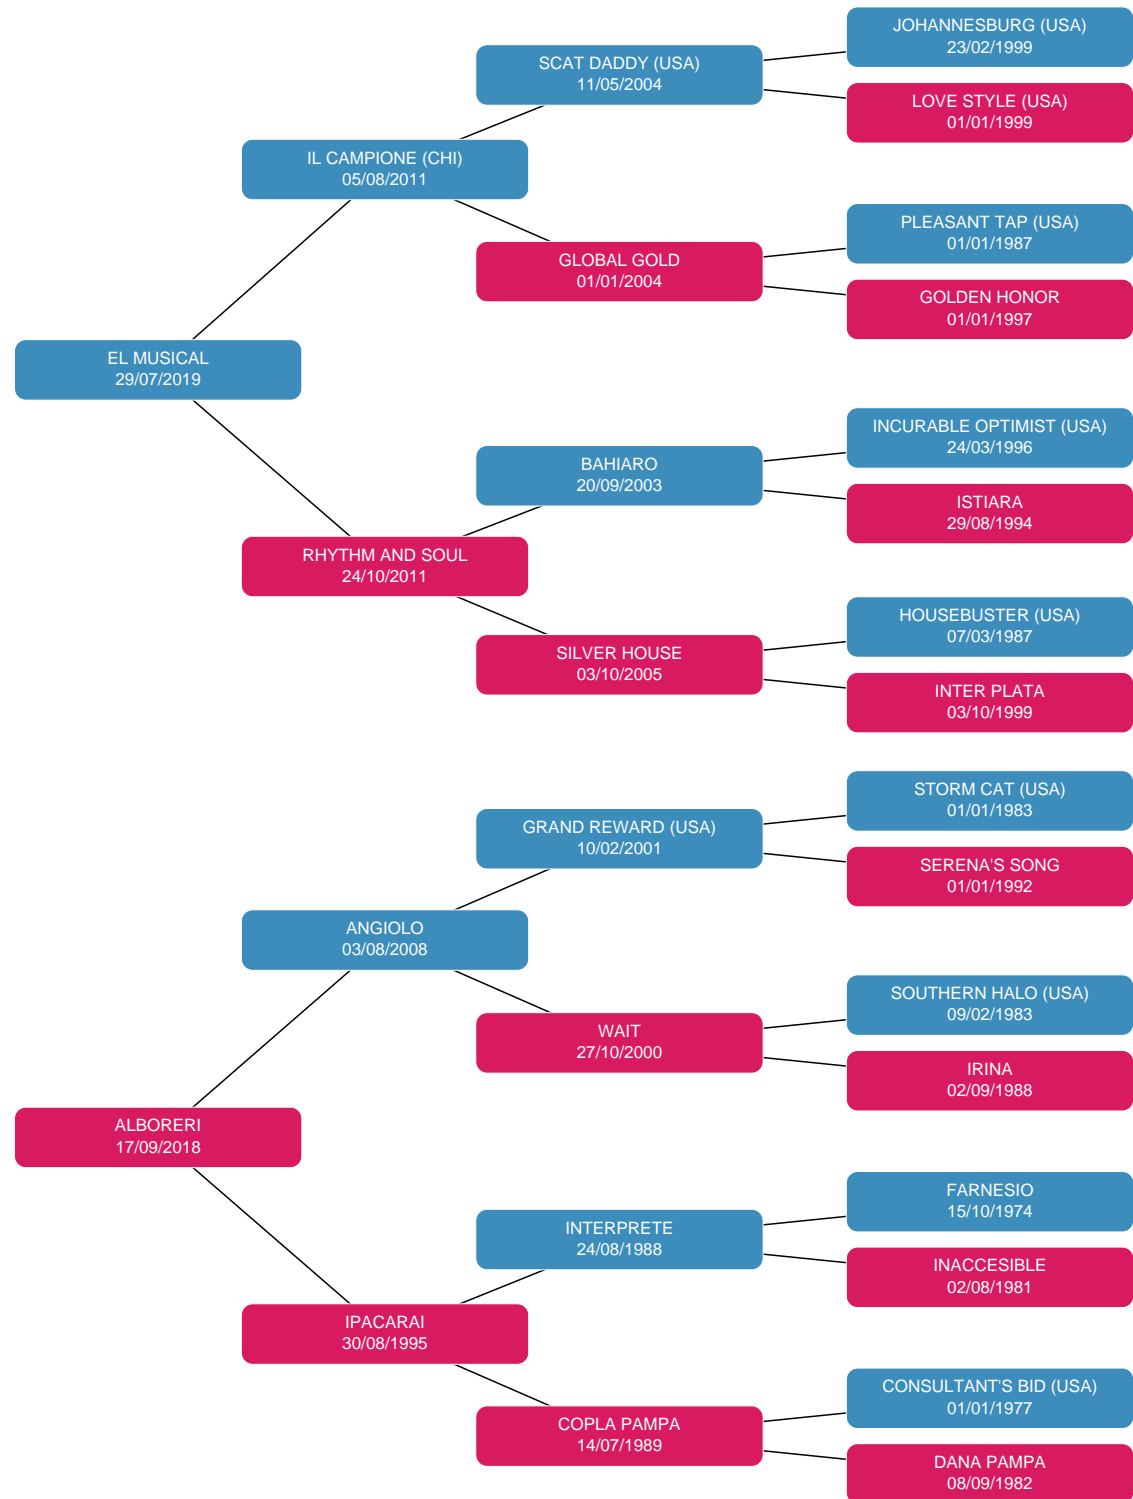 JOHANNESBURG (USA)
23/02/1999
SCAT DADDY (USA)
11/05/2004
LOVE STYLE (USA)
01/01/1999
IL CAMPIONE (CHI)
05/08/2011
PLEASANT TAP (USA)
01/01/1987
GLOBAL GOLD
01/01/2004
GOLDEN HONOR
01/01/1997
EL MUSICAL
29/07/2019
INCURABLE OPTIMIST (USA)
24/03/1996
BAHIARO
20/09/2003
ISTIARA
29/08/1994
RHYTHM AND SOUL
24/10/2011
HOUSEBUSTER (USA)
07/03/1987
SILVER HOUSE
03/10/2005
INTER PLATA
03/10/1999
STORM CAT (USA)
01/01/1983
GRAND REWARD (USA)
10/02/2001
SERENA'S SONG
01/01/1992
ANGIOLO
03/08/2008
SOUTHERN HALO (USA)
09/02/1983
WAIT
27/10/2000
IRINA
02/09/1988
ALBORERI
17/09/2018
FARNESIO
15/10/1974
INTERPRETE
24/08/1988
INACCESIBLE
02/08/1981
IPACARAI
30/08/1995
CONSULTANT'S BID (USA)
01/01/1977
COPLA PAMPA
14/07/1989
DANA PAMPA
08/09/1982